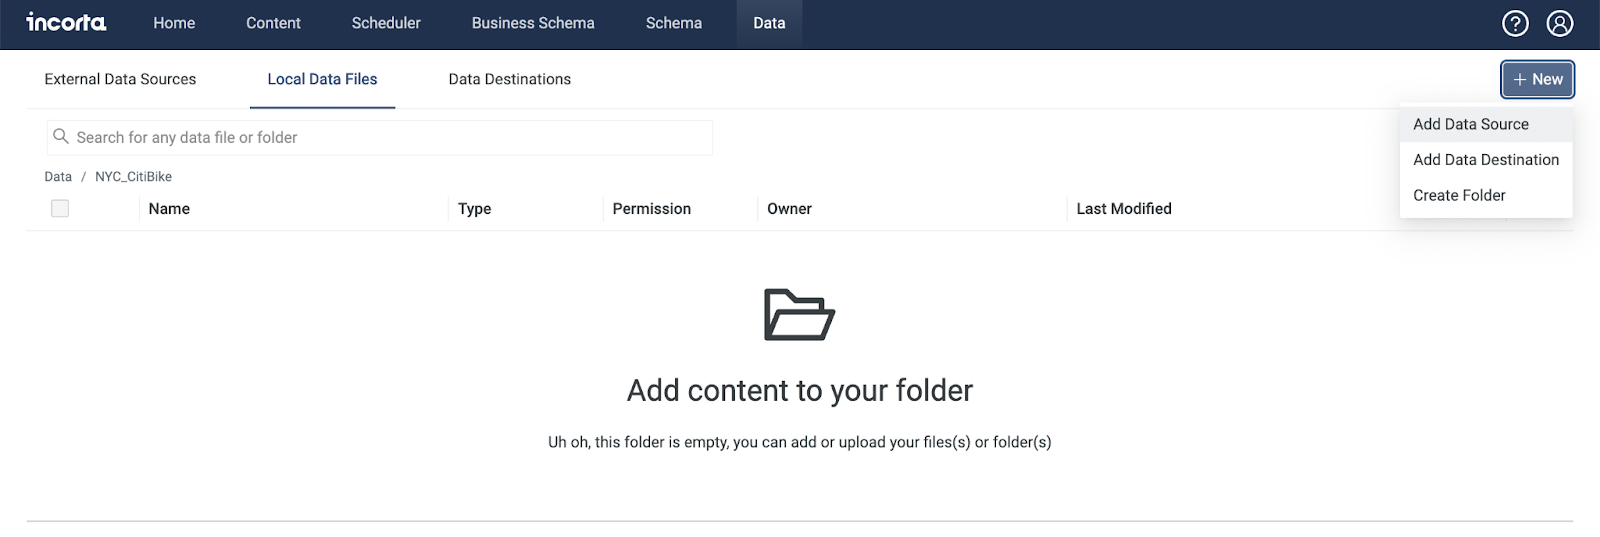 incorta Home Content Scheduler Business Schema Schema Data ?
External Data Sources Local Data Files Data Destinations + New
Add Data Source
Search for any data file or folder
Add Data Destination
Data / NYC_CitiBike
Create Folder
Name Type Permission Owner Last Modified
Add content to your folder
Uh oh, this folder is empty, you can add or upload your files(s) or folder(s)